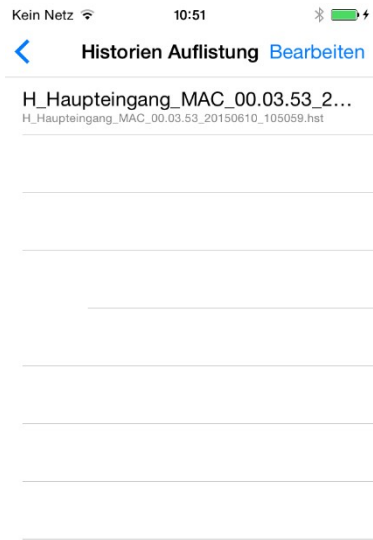 Kein Netz 10:51
Historien Auflistung Bearbeiten
H_Haupteingang_MAC_00.03.53_2...
H_Haupteingang_MAC_00.03.53_20150610_105059.hst